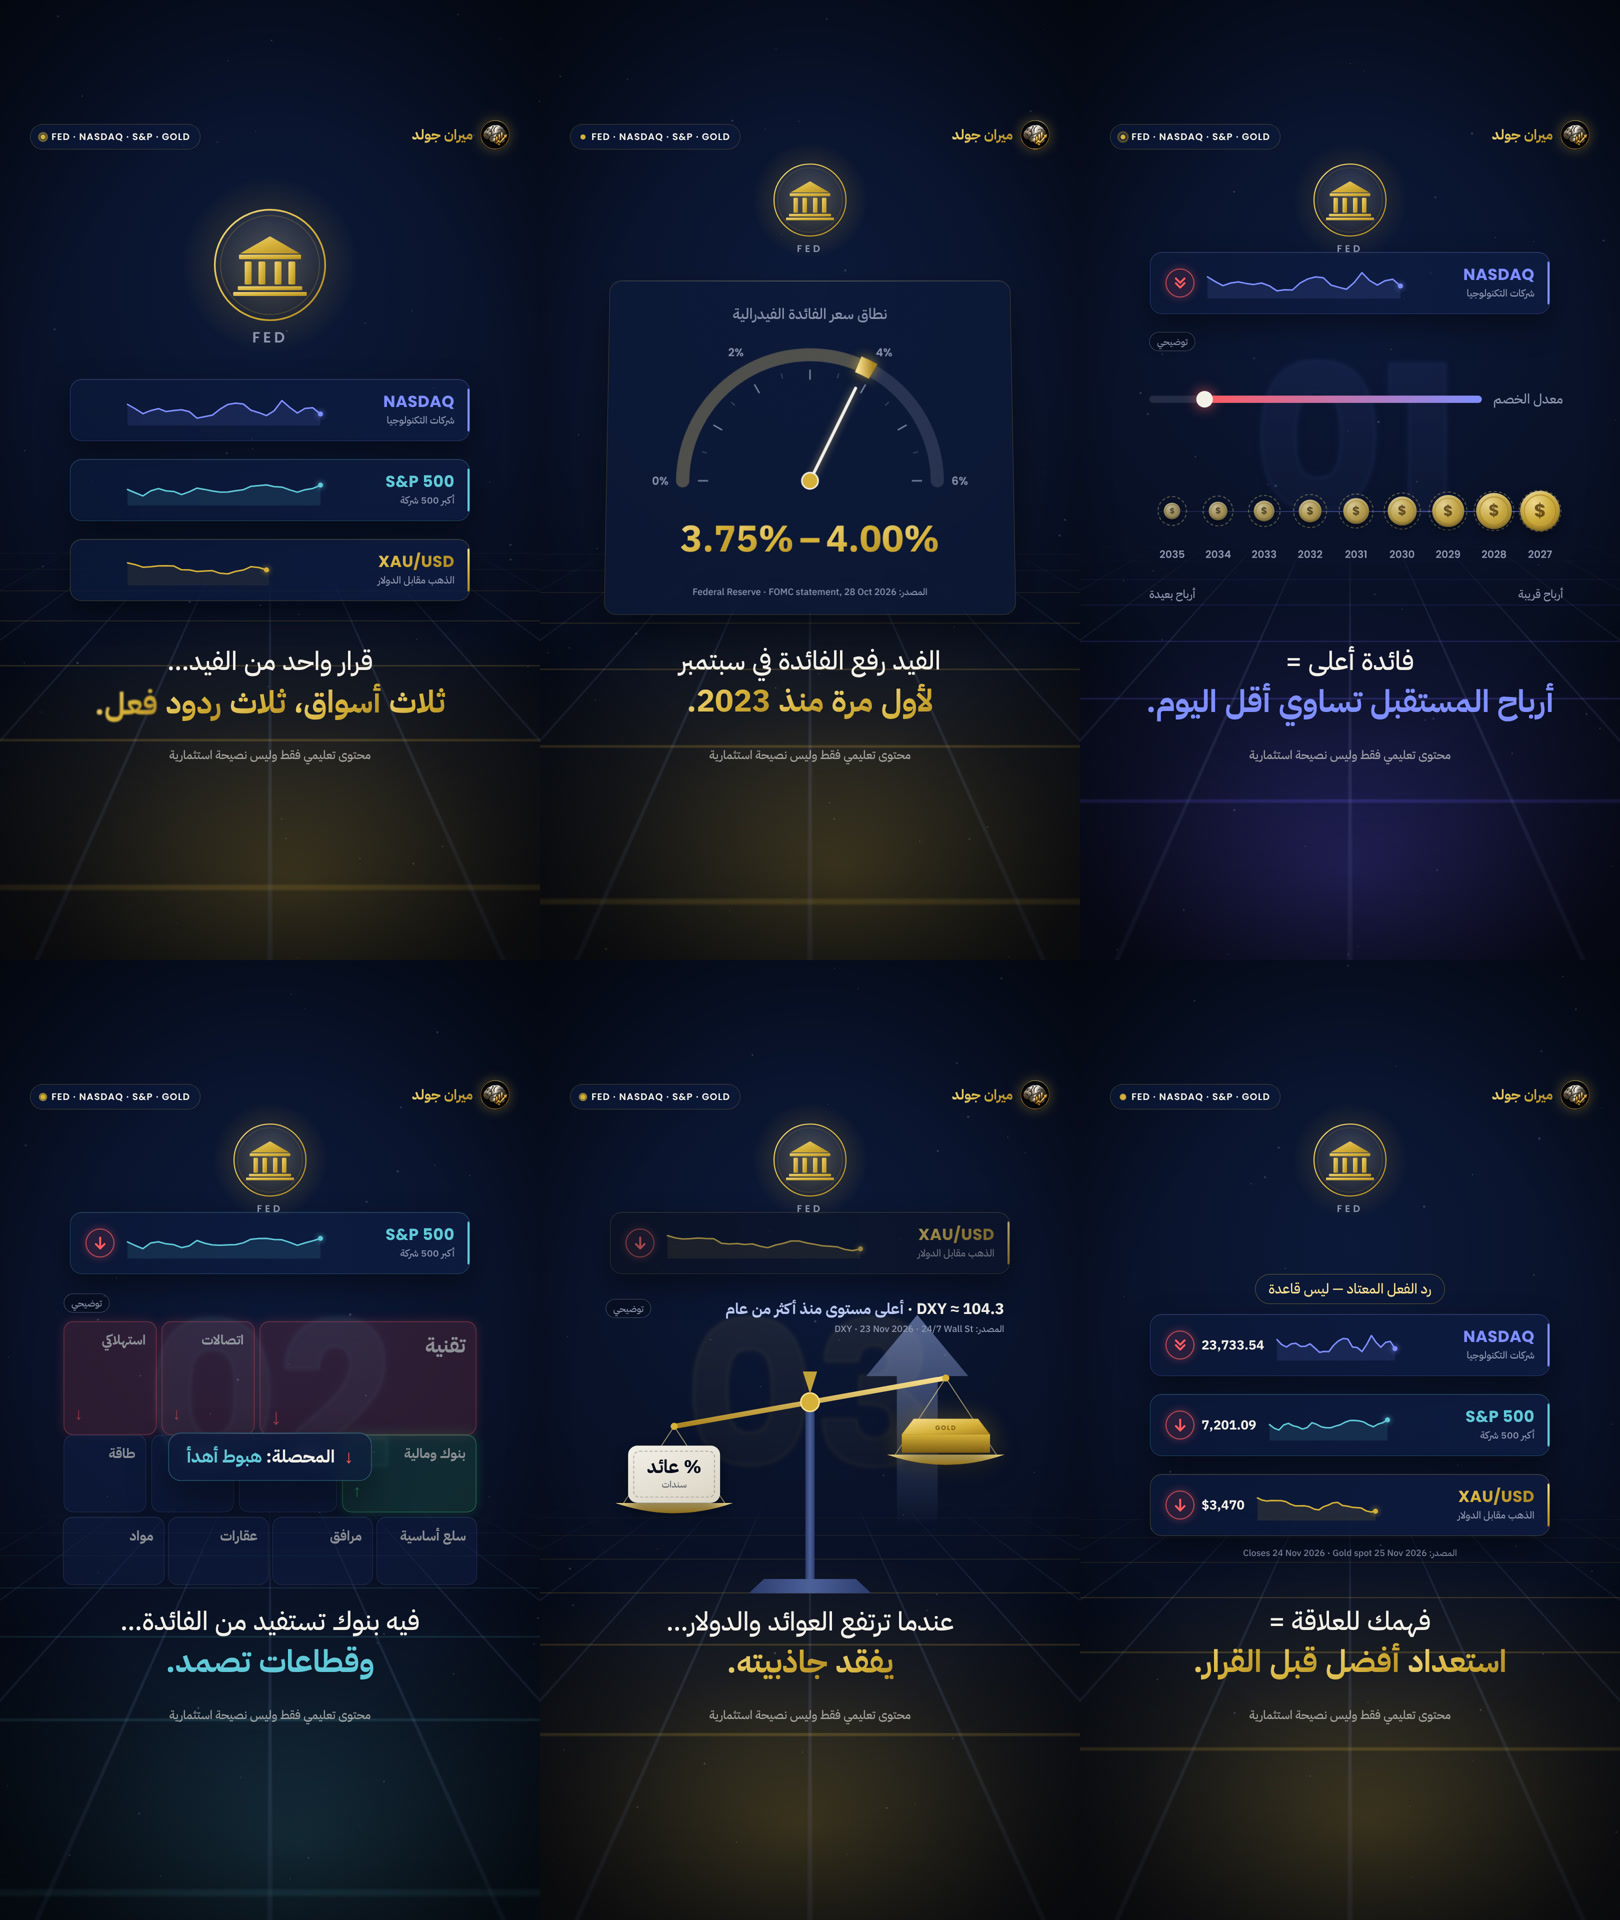 FED · NASDAQ · S&P · GOLD
ميران جولد
FED
NASDAQ
شركات التكنولوجيا
S&P 500
أكبر 500 شركة
XAU/USD
الذهب مقابل الدولار
قرار واحد من الفيد...
ثلاث أسواق، ثلاث ردود فعل.
محتوى تعليمي فقط وليس نصيحة استثمارية
FED · NASDAQ · S&P · GOLD
ميران جولد
FED
نطاق سعر الفائدة الفيدرالية
2%
4%
0%
6%
3.75% – 4.00%
المصدر: Federal Reserve - FOMC statement, 28 Oct 2026
الفيد رفع الفائدة في سبتمبر
لأول مرة منذ 2023.
محتوى تعليمي فقط وليس نصيحة استثمارية
FED · NASDAQ · S&P · GOLD
ميران جولد
FED
NASDAQ
شركات التكنولوجيا
توضيحي
01
معدل الخصم
$ $ $ $ $ $ $ $ $
2035 2034 2033 2032 2031 2030 2029 2028 2027
أرباح قريبة
أرباح بعيدة
فائدة أعلى =
أرباح المستقبل تساوي أقل اليوم.
محتوى تعليمي فقط وليس نصيحة استثمارية
FED · NASDAQ · S&P · GOLD
ميران جولد
FED
S&P 500
أكبر 500 شركة
توضيحي
02
تقنية
اتصالات
استهلاكي
بنوك ومالية
طاقة
↓ المحصلة: هبوط أهدأ
سلع أساسية
مرافق
عقارات
مواد
فيه بنوك تستفيد من الفائدة...
وقطاعات تصمد.
محتوى تعليمي فقط وليس نصيحة استثمارية
FED · NASDAQ · S&P · GOLD
ميران جولد
FED
XAU/USD
الذهب مقابل الدولار
توضيحي
DXY ≈ 104.3 · أعلى مستوى منذ أكثر من عام
المصدر: DXY · 23 Nov 2026 · 24/7 Wall St
03
GOLD
% عائد
سندات
عندما ترتفع العوائد والدولار...
يفقد جاذبيته.
محتوى تعليمي فقط وليس نصيحة استثمارية
FED · NASDAQ · S&P · GOLD
ميران جولد
FED
رد الفعل المعتاد — ليس قاعدة
NASDAQ
شركات التكنولوجيا
23,733.54
S&P 500
أكبر 500 شركة
7,201.09
XAU/USD
الذهب مقابل الدولار
$3,470
المصدر: Closes 24 Nov 2026 · Gold spot 25 Nov 2026
فهمك للعلاقة =
استعداد أفضل قبل القرار.
محتوى تعليمي فقط وليس نصيحة استثمارية